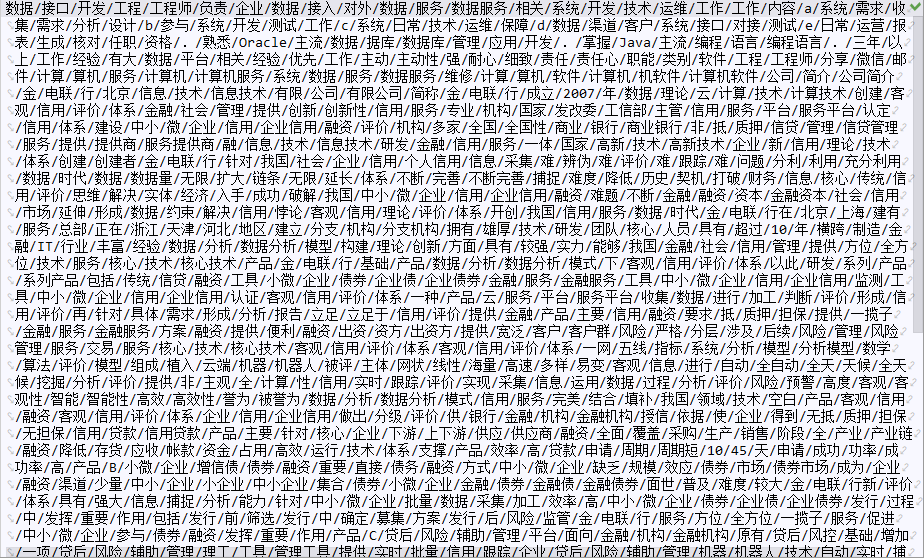 数据/接口/开发/工程/工程师/负责/企业/数据/接入/对外/数据/服务/数据服务/相关/系统/开发/技术/运维/工作/工作/内容/a/系统/需求/收
集/需求/分析/设计/b/参与/系统/开发/测试/工作/c/系统/日常/技术/运维/保障/d/数据/渠道/客户/系统/接口/对接/测试/e/日常/运营/报
表/生成/核对/任职/资格/. /熟悉/Oracle/主流/数据/据库/数据库/管理/应用/开发/. /掌握/Java/主流/编程/语言/编程语言/. /三年/以
上/工作/经验/有大/数据/平台/相关/经验/优先/工作/主动/主动性/强/耐心/细致/责任/责任心/职能/类别/软件/工程/工程师/分享/微信/邮
件/计算/算机/服务/计算机/计算机服务/系统/数据/服务/数据服务/维修/计算/算机/软件/计算机/机软件/计算机软件/公司/简介/公司简介
/金/电联/行/北京/信息/技术/信息技术/有限/公司/有限公司/简称/金/电联/行/成立/2007/年/数据/理论/云/计算/技术/计算技术/创建/客
观/信用/评价/体系/金融/社会/管理/提供/创新/创新性/信用/服务/专业/机构/国家/发改委/工信部/主管/信用/服务/平台/服务平台/认定
/信用/体系/建设/中小/微/企业/信用/企业信用/融资/评价/机构/多家/全国/全国性/商业/银行/商业银行/非/抵/质押/信贷/管理/信贷管理
/服务/提供/提供商/服务提供商/融/信息/技术/信息技术/研发/金融/信用/服务/一体/国家/高新/技术/高新技术/企业/新/信用/理论/技术
/体系/创建/创建者/金/电联/行/针对/我国/社会/企业/信用/个人信用/信息/采集/难/辨伪/难/评价/难/跟踪/难/问题/分利/利用/充分利用
/数据/时代/数据/数据量/无限/扩大/链条/无限/延长/体系/不断/完善/不断完善/捕捉/难度/降低/历史/契机/打破/财务/信息/核心/传统/信
用/评价/思维/解决/实体/经济/入手/成功/破解/我国/中小/微/企业/信用/企业信用/融资/难题/不断/金融/融资/资本/金融资本/社会/信用
/市场/延伸/形成/数据/约束/解决/信用/悖论/客观/信用/理论/评价/体系/开创/我国/信用/服务/数据/时代/金/电联/行在/北京/上海/建有
/服务/总部/正在/浙江/天津/河北/地区/建立/分支/机构/分支机构/拥有/雄厚/技术/研发/团队/核心/人员/具有/超过/10/年/横跨/制造/金
融/IT/行业/丰富/经验/数据/分析/数据分析/模型/构建/理论/创新/方面/具有/较强/实力/能够/我国/金融/社会/信用/管理/提供/方位/全方
位/技术/服务/核心/技术/核心技术/产品/金/电联/行/基础/产品/数据/分析/数据分析/模式/下/客观/信用/评价/体系/以此/研发/系列/产品
/系列产品/包括/传统/信贷/融资/工具/小微/企业/债券/企业债/企业债券/金融/服务/金融服务/工具/中小/微/企业/信用/企业信用/监测/工
具/中小/微/企业/信用/企业信用/认证/客观/信用/评价/体系/一种/产品/云/服务/平台/服务平台/收集/数据/进行/加工/判断/评价/形成/信
用/评价/再/针对/具体/需求/形成/分析/报告/立足/立足于/信用/评价/提供/金融/产品/主要/信用/融资/要求/抵/质押/担保/提供/一揽子
/金融/服务/金融服务/方案/融资/提供/便利/融资/出资/资方/出资方/提供/宽泛/客户/客户群/风险/严格/分层/涉及/后续/风险/管理/风险
管理/服务/交易/服务/核心/技术/核心技术/客观/信用/评价/体系/客观/信用/评价/体系/一网/五线/指标/系统/分析/模型/分析模型/数学
/算法/评价/模型/组成/植入/云端/机器/机器人/被评/主体/网状/线性/海量/高速/多样/易变/客观/信息/进行/自动/全自动/全天/天候/全天
候/挖掘/分析/评价/提供/非/主观/全/计算/性/信用/实时/跟踪/评价/实现/采集/信息/运用/数据/过程/分析/评价/风险/预警/高度/客观/客
观性/智能/智能性/高效/高效性/誉为/被誉为/数据/分析/数据分析/模式/信用/服务/完美/结合/填补/我国/领域/技术/空白/产品/客观/信用
/融资/客观/信用/评价/体系/企业/信用/企业信用/做出/分级/评价/供/银行/金融/机构/金融机构/授信/依据/使/企业/得到/无抵/质押/担保
/无担保/信用/贷款/信用贷款/产品/主要/针对/核心/企业/下游/上下游/供应/供应商/融资/全面/覆盖/采购/生产/销售/阶段/全/产业/产业链
/融资/降低/存货/应收/帐款/资金/占用/高效/运行/技术/体系/支撑/产品/效率/高/贷款/申请/周期/周期短/10/45/天/申请/成功/功率/成
功率/高/产品/B/小微/企业/增信债/债券/融资/重要/直接/债务/融资/方式/中小/微/企业/缺乏/规模/效应/债券/市场/债券市场/成为/企业
/融资/渠道/少量/中小/企业/小企业/中小企业/集合/债券/小微/企业/金融/债券/金融债/金融债券/面世/普及/难度/较大/金/电联/行新/评价
/体系/具有/强大/信息/捕捉/分析/能力/针对/中小/微/企业/批量/数据/采集/加工/效率/高/中小/微/企业/债券/企业债/企业债券/发行/过程
/中/发挥/重要/作用/包括/发行/前/筛选/发行/中/确定/募集/方案/发行/后/风险/监管/金/电联/行/服务/方位/全方位/一揽子/服务/促进
/中小/微/企业/参与/债券/融资/发挥/重要/作用/产品/C/贷后/风险/辅助/管理/平台/面向/金融/机构/金融机构/原有/贷后/风控/基础/增加
/一项/贷后/风险/辅助/管理/理工/工具/管理工具/提供/实时/批量/信用/跟踪/企业/贷后/风险/辅助/管理/机器/机器人/技术/自动/实时/捕